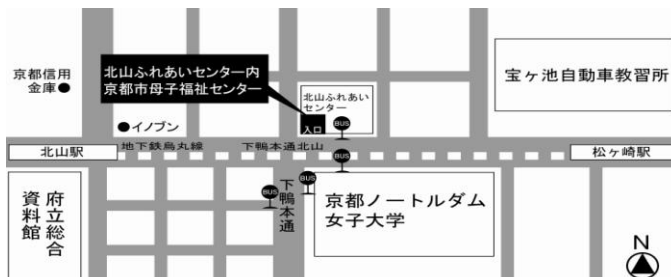 京都信用
金庫
北山ふれあいセンター内
京都市母子福祉センター
北山ふれあい
センター
宝ヶ池自動車教習所
イノブン
入口
BUS
北山駅
地下鉄烏丸線
下鴨本通北山
BUS
松ヶ崎駅
府立総合
資料館
BUS
BUS
下鴨本通
京都ノートルダム
女子大学
N